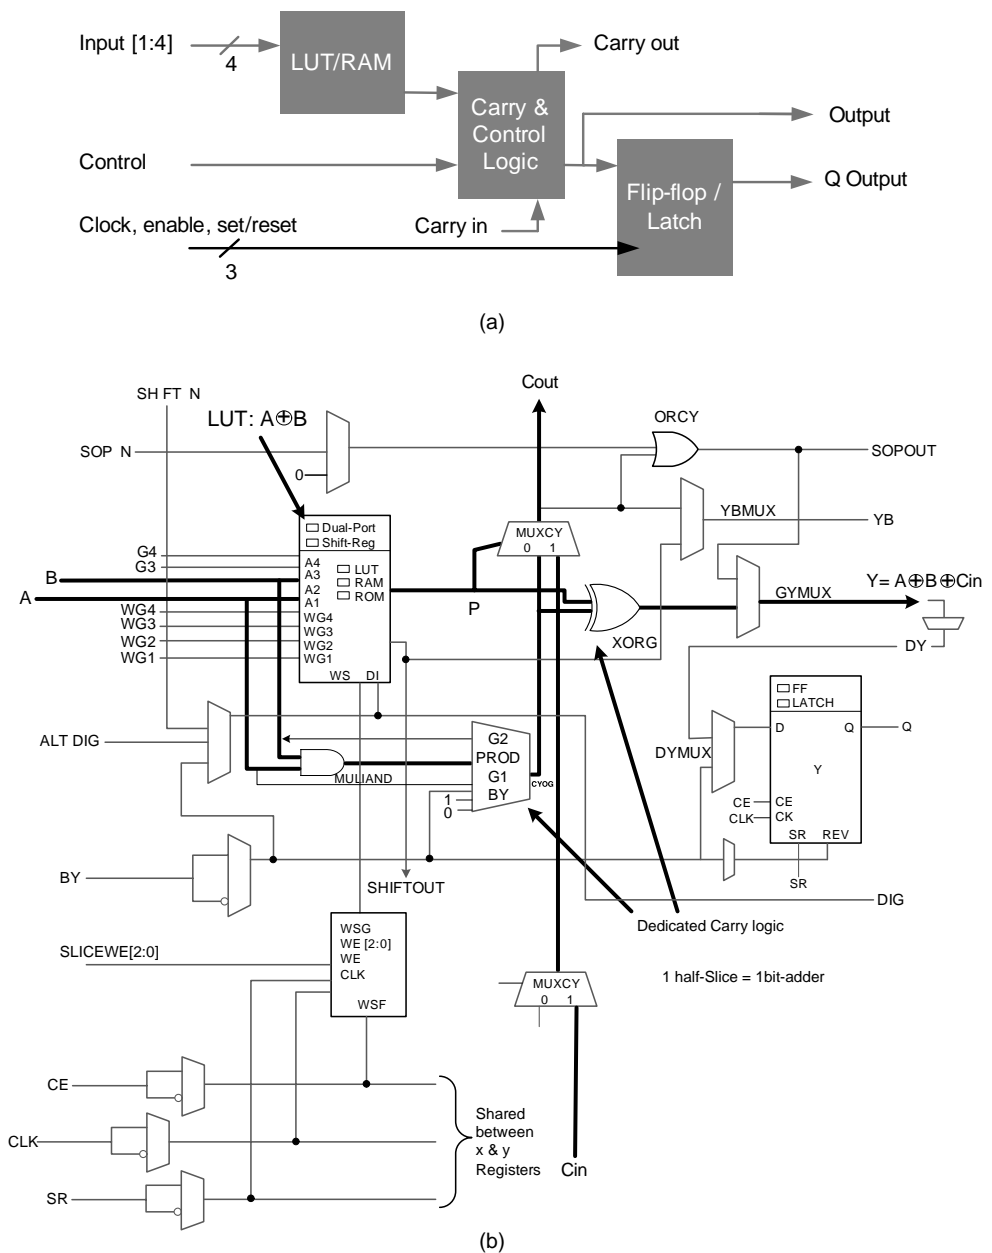 Input [1:4]
4
LUT/RAM
Carry out
Carry &
Control
Logic
Output
Control
Flip-flop /
Latch
Q Output
Clock, enable, set/reset
3
Carry in
(a)
Cout
SH FT N
LUT: A⊕B
ORCY
SOP N
0
SOPOUT
Dual-Port
Shift-Reg
MUXCY
0 1
YBMUX
YB
G4
G3
B
A
WG4
WG3
WG2
WG1
A4
A3
A2
A1
WG4
WG3
WG2
WG1
LUT
RAM
ROM
WS DI
P
XORG
GYMUX
Y= A⊕B⊕Cin
DY
FF
LATCH
D
Q
Q
Y
DYMUX
CE
CLK
CE
CK
SR REV
SR
ALT DIG
MULIAND
G2
PROD
G1
BY
1
0
CYOG
BY
SHIFTOUT
DIG
Dedicated Carry logic
WSG
WE [2:0]
WE
CLK
WSF
SLICEWE[2:0]
MUXCY
0 1
1 half-Slice = 1bit-adder
CE
CLK
SR
Shared
between
x & y
Registers
Cin
(b)